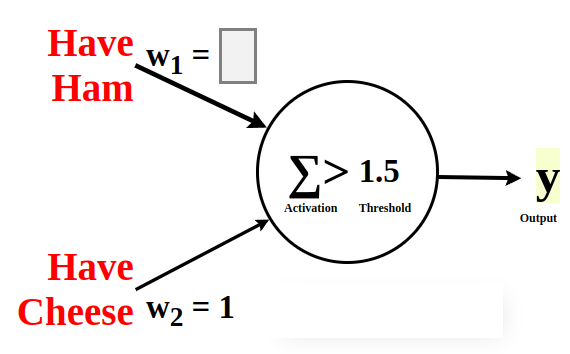 Have
Ham
w1 =
∑> 1.5
Activation
Threshold
y
Output
Have
Cheese
w2 = 1